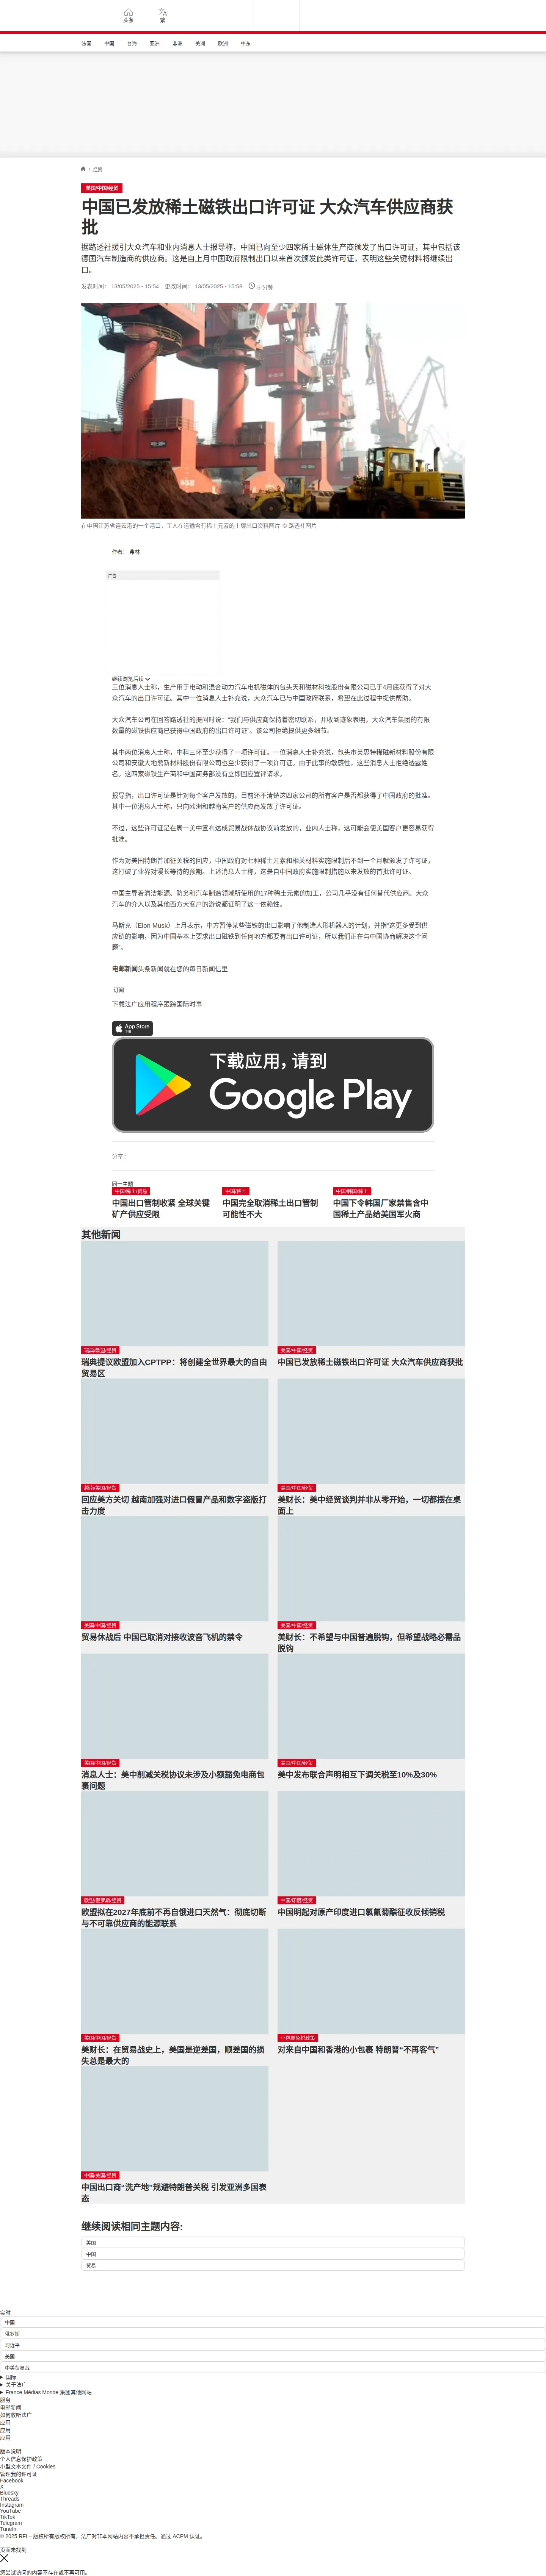 头条
繁
法国 中国 台海 亚洲 非洲 美洲 欧洲 中东
/ 经贸
美国/中国/经贸
中国已发放稀土磁铁出口许可证 大众汽车供应商获
批
据路透社援引大众汽车和业内消息人士报导称，中国已向至少四家稀土磁体生产商颁发了出口许可证，其中包括该
国德国汽车制造商的供应商。这是自上月中国政府限制出口以来首次颁发此类许可证，表明这些关键材料将继续出
口。
发表时间： 13/05/2025 - 15:54 更改时间： 13/05/2025 - 15:58 5 分钟
在中国江苏省连云港的一个港口，工人在运输含有稀土元素的土壤出口资料图片 © 路透社图片
作者： 弗林
广告
继续浏览后续
三位消息人士称，生产用于电动和混合动力汽车电机磁体的包头天和磁材科技股份有限公司已于4月底获得了对大
众汽车的出口许可证。其中一位消息人士补充说，大众汽车已与中国政府联系，希望在此过程中提供帮助。
大众汽车公司在回答路透社的提问时说：“我们与供应商保持着密切联系，并收到迹象表明，大众汽车集团的有限
数量的磁铁供应商已获得中国政府的出口许可证”。该公司拒绝提供更多细节。
其中两位消息人士称，中科三环至少获得了一项许可证。一位消息人士补充说，包头市英思特稀磁新材料股份有限
公司和安徽大地熊新材料股份有限公司也至少获得了一项许可证。由于此事的敏感性，这些消息人士拒绝透露姓
名。这四家磁铁生产商和中国商务部没有立即回应置评请求。
报导指，出口许可证是针对每个客户发放的，目前还不清楚这四家公司的所有客户是否都获得了中国政府的批准。
其中一位消息人士称，只向欧洲和越南客户的供应商发放了许可证。
不过，这些许可证是在周一美中宣布达成贸易战休战协议前发放的，业内人士称，这可能会使美国客户更容易获得
批准。
作为对美国特朗普加征关税的回应，中国政府对七种稀土元素和相关材料实施限制后不到一个月就颁发了许可证，
这打破了业界对漫长等待的预期。上述消息人士称，这是自中国政府实施限制措施以来发放的首批许可证。
中国主导着清洁能源、防务和汽车制造领域所使用的17种稀土元素的加工，公司几乎没有任何替代供应商。大众
汽车的介入以及其他西方大客户的游说都证明了这一依赖性。
马斯克（Elon Musk）上月表示，中方暂停某些磁铁的出口影响了他制造人形机器人的计划，并指“这更多受到供
应链的影响，因为中国基本上要求出口磁铁到任何地方都要有出口许可证，所以我们正在与中国协商解决这个问
题”。
电邮新闻头条新闻就在您的每日新闻信里
订阅
下载法广应用程序跟踪国际时事
App Store
下载
下载应用，请到
Google Play
分享 :
同一主题
中国/稀土/贸易
中国出口管制收紧 全球关键
矿产供应受限
中国/稀土
中国完全取消稀土出口管制
可能性不大
中国/韩国/稀土
中国下令韩国厂家禁售含中
国稀土产品给美国军火商
其他新闻
瑞典/欧盟/经贸
瑞典提议欧盟加入CPTPP：将创建全世界最大的自由
贸易区
美国/中国/经贸
中国已发放稀土磁铁出口许可证 大众汽车供应商获批
越南/美国/经贸
回应美方关切 越南加强对进口假冒产品和数字盗版打
击力度
美国/中国/经贸
美财长：美中经贸谈判并非从零开始，一切都摆在桌
面上
美国/中国/经贸
贸易休战后 中国已取消对接收波音飞机的禁令
美国/中国/经贸
美财长：不希望与中国普遍脱钩，但希望战略必需品
脱钩
美国/中国/经贸
消息人士：美中削减关税协议未涉及小额豁免电商包
裹问题
美国/中国/经贸
美中发布联合声明相互下调关税至10%及30%
欧盟/俄罗斯/经贸
欧盟拟在2027年底前不再自俄进口天然气：彻底切断
与不可靠供应商的能源联系
中国/印度/经贸
中国明起对原产印度进口氯氰菊酯征收反倾销税
美国/中国/经贸
美财长：在贸易战史上，美国是逆差国，顺差国的损
失总是最大的
小包裹免税政策
对来自中国和香港的小包裹 特朗普“不再客气”
中国/美国/经贸
中国出口商“洗产地”规避特朗普关税 引发亚洲多国表
态
继续阅读相同主题内容:
美国
中国
贸易
实时
中国
俄罗斯
习近平
美国
中美贸易战
国际
关于法广
France Médias Monde 集团其他网站
服务
电邮新闻
如何收听法广
应用
应用
应用
版本说明
个人信息保护政策
小型文本文件 / Cookies
管理我的许可证
Facebook
X
Bluesky
Threads
Instagram
YouTube
TikTok
Telegram
TuneIn
© 2025 RFI – 版权所有版权所有。法广对非本网站内容不承担责任。通过 ACPM 认证。
页面未找到
您尝试访问的内容不存在或不再可用。